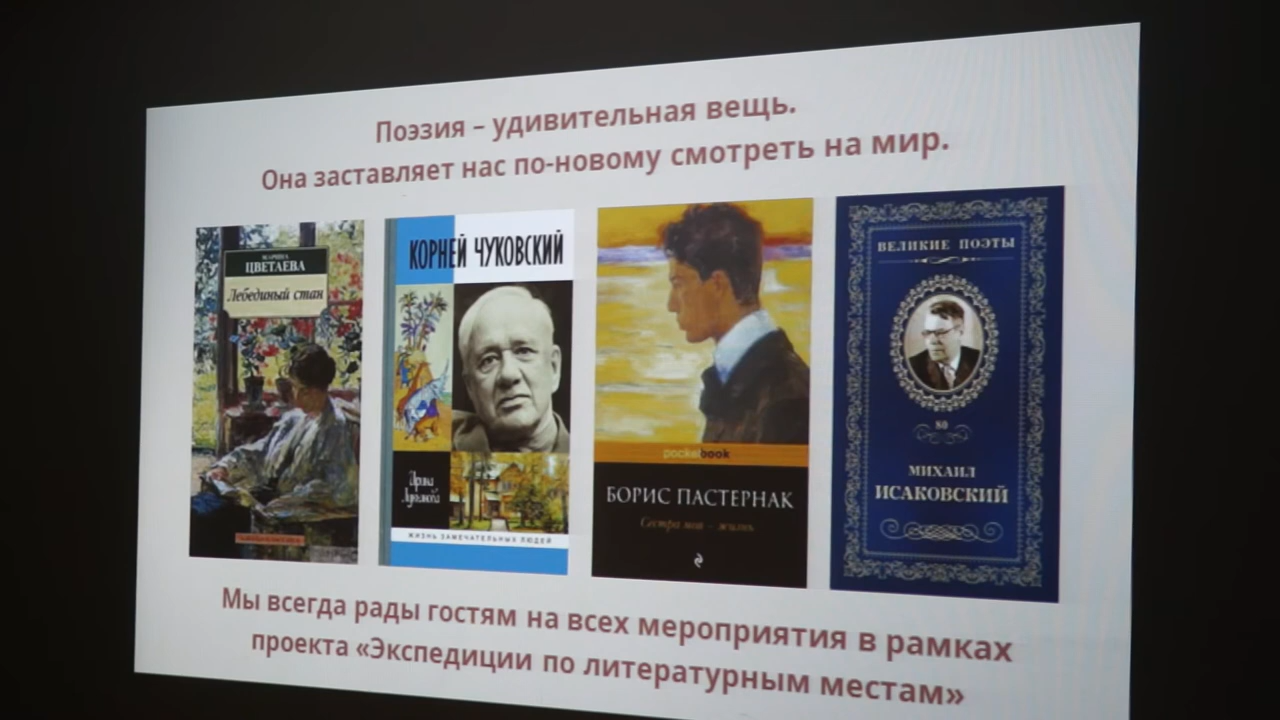 Поэзия – удивительная вещь.
Она заставляет нас по-новому смотреть на мир.
МАРИНА
ЦВЕТАЕВА
Лебединый стан
КОРНЕЙ ЧУКОВСКИЙ
Ирина
Лукьянова
ЖИЗНЬ ЗАМЕЧАТЕЛЬНЫХ ЛЮДЕЙ
pocketbook
БОРИС ПАСТЕРНАК
Сестра моя – жизнь
ВЕЛИКИЕ ПОЭТЫ
80
МИХАИЛ
ИСАКОВСКИЙ
Мы всегда рады гостям на всех мероприятия в рамках
проекта «Экспедиции по литературным местам»